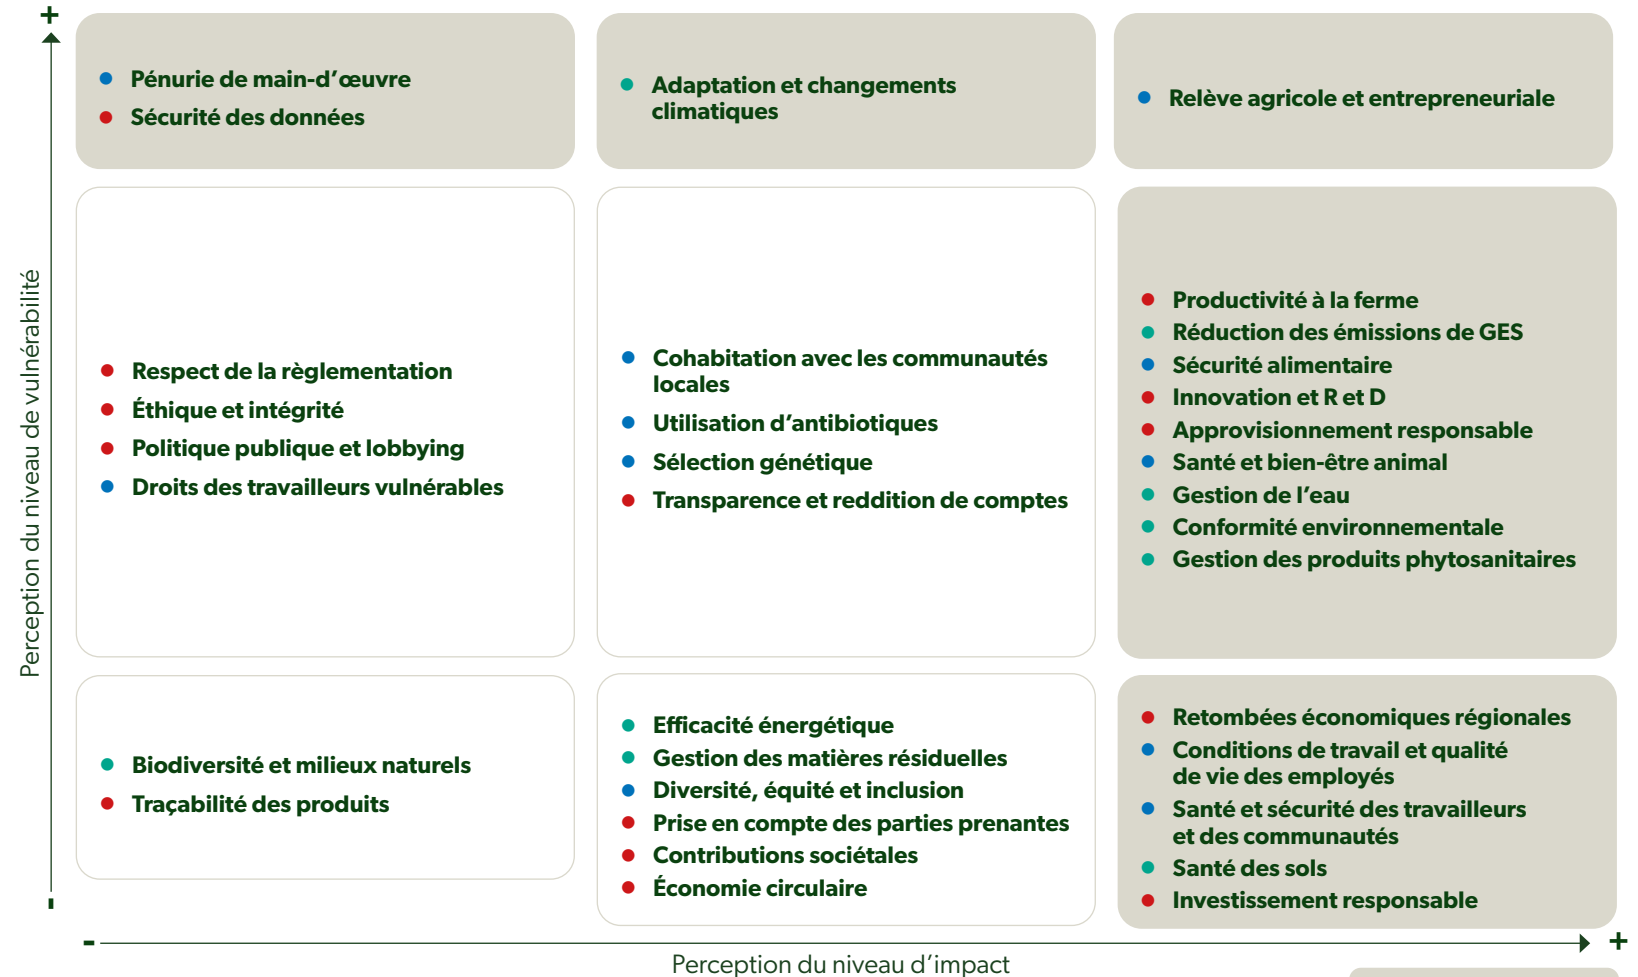 +
Pénurie de main-d'œuvre
Sécurité des données
Adaptation et changements
climatiques
Relève agricole et entrepreneuriale
Perception du niveau de vulnérabilité
Respect de la règlementation
Éthique et intégrité
Politique publique et lobbying
Droits des travailleurs vulnérables
Cohabitation avec les communautés
locales
Utilisation d'antibiotiques
Sélection génétique
Transparence et reddition de comptes
Productivité à la ferme
Réduction des émissions de GES
Sécurité alimentaire
Innovation et R et D
Approvisionnement responsable
Santé et bien-être animal
Gestion de l'eau
Conformité environnementale
Gestion des produits phytosanitaires
Biodiversité et milieux naturels
Traçabilité des produits
Efficacité énergétique
Gestion des matières résiduelles
Diversité, équité et inclusion
Prise en compte des parties prenantes
Contributions sociétales
Économie circulaire
Retombées économiques régionales
Conditions de travail et qualité
de vie des employés
Santé et sécurité des travailleurs
et des communautés
Santé des sols
Investissement responsable
-
-
+
Perception du niveau d'impact